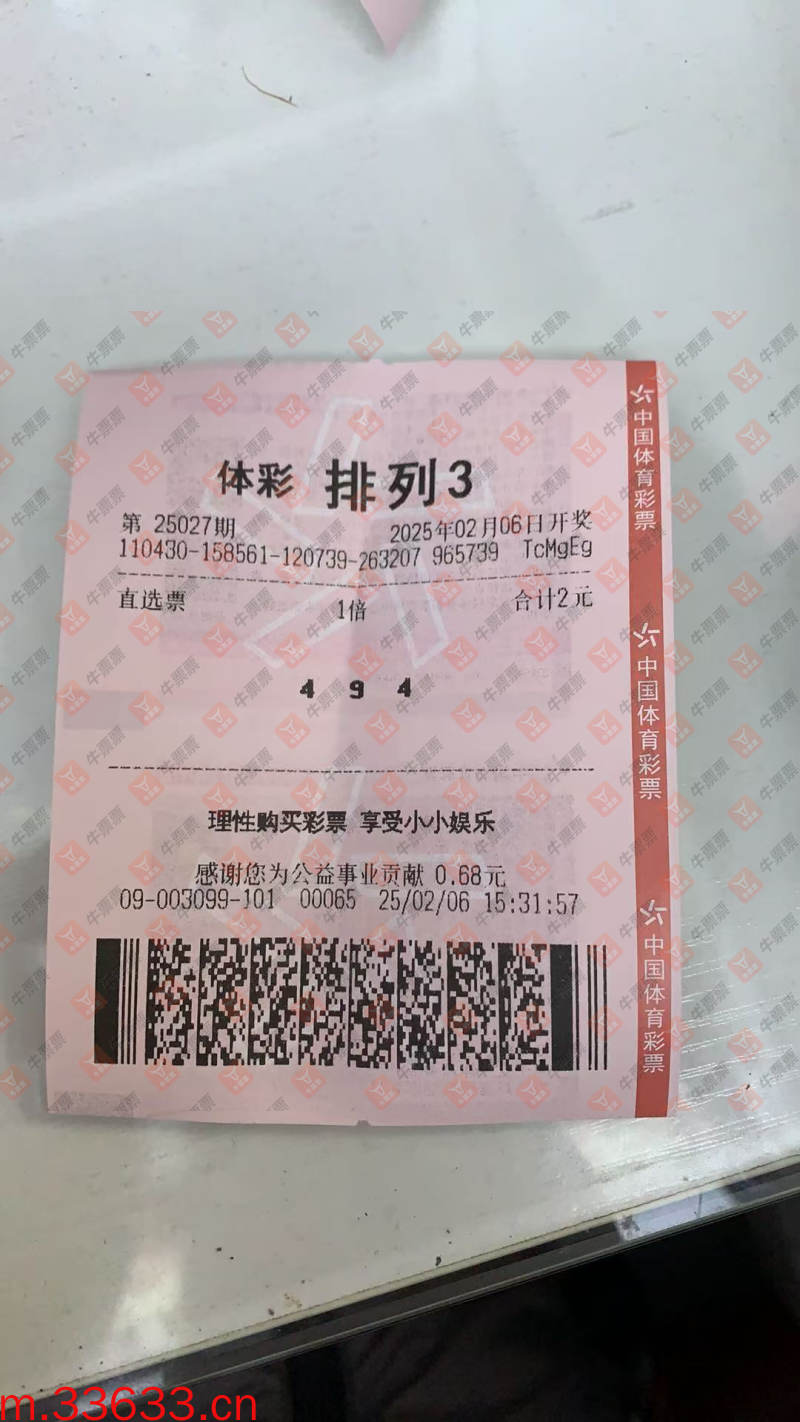 体彩 排列3
第 25027期 2025年02月06日开奖
110430-158561-120739-263207 965739 TcMgEg
直选票 1倍 合计2元
4 9 4
理性购买彩票 享受小小娱乐
感谢您为公益事业贡献 0.68元
09-003099-101 00065 25/02/06 15:31:57
中国体育彩票
中国体育彩票
中国体育彩票
牛票票
m.33633.cn